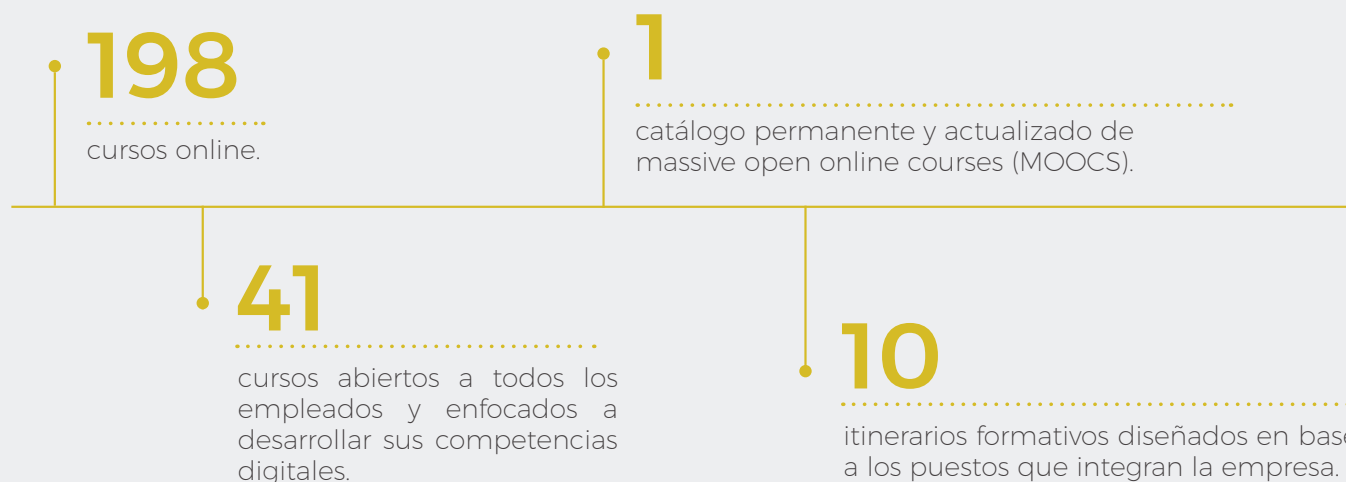 198
cursos online.
41
cursos abiertos a todos los
empleados y enfocados a
desarrollar sus competencias
digitales.
1
catálogo permanente y actualizado de
massive open online courses (MOOCS).
10
itinerarios formativos diseñados en base
a los puestos que integran la empresa.